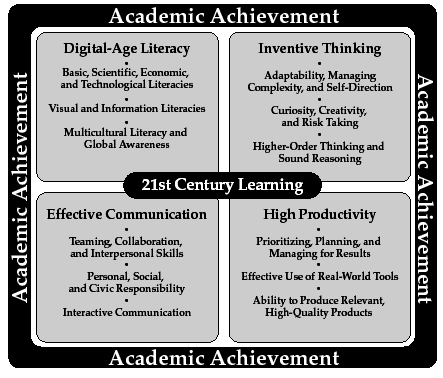 Academic Achievement
Academic Achievement
Digital-Age Literacy
•
Basic, Scientific, Economic,
and Technological Literacies
•
Visual and Information Literacies
•
Multicultural Literacy and
Global Awareness
Inventive Thinking
•
Adaptability, Managing
Complexity, and Self-Direction
•
Curiosity, Creativity,
and Risk Taking
•
Higher-Order Thinking and
Sound Reasoning
Academic Achievement
21st Century Learning
Effective Communication
•
Teaming, Collaboration,
and Interpersonal Skills
•
Personal, Social,
and Civic Responsibility
•
Interactive Communication
High Productivity
•
Prioritizing, Planning, and
Managing for Results
•
Effective Use of Real-World Tools
•
Ability to Produce Relevant,
High-Quality Products
Academic Achievement